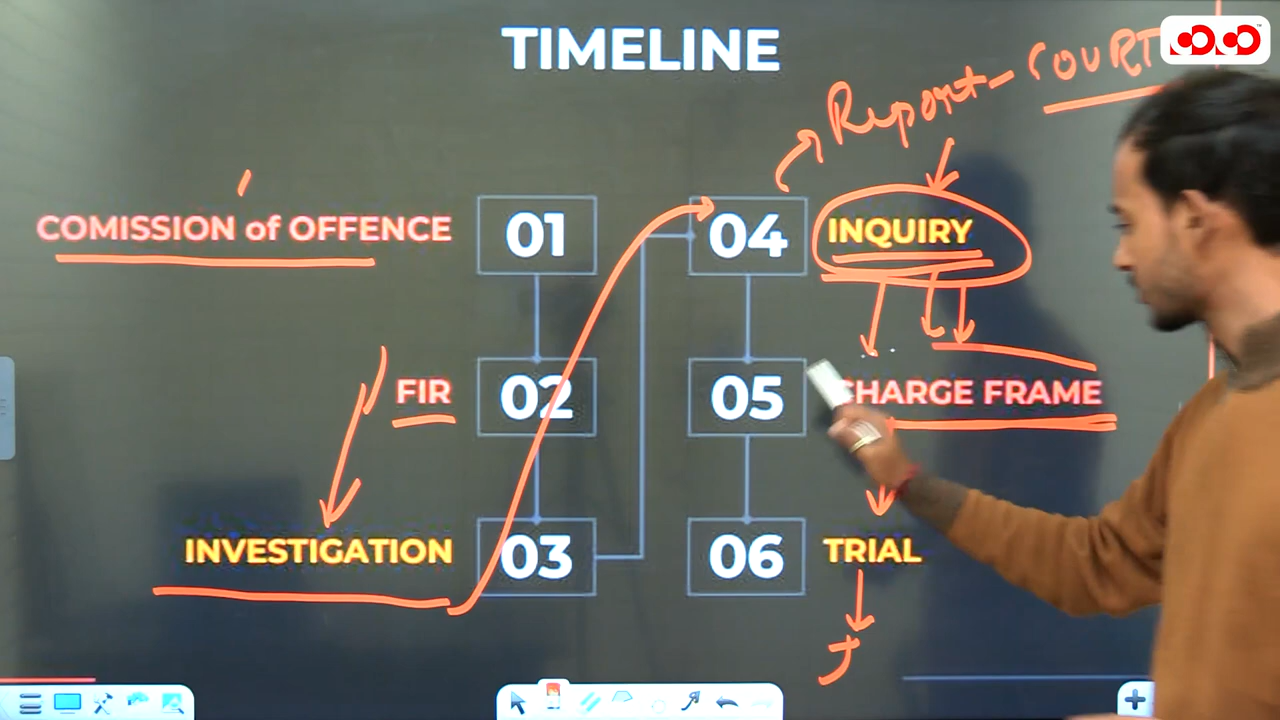 TIMELINE
Report - COURT
COMISSION of OFFENCE
01
04
INQUIRY
FIR
02
05
CHARGE FRAME
INVESTIGATION
03
06
TRIAL
J